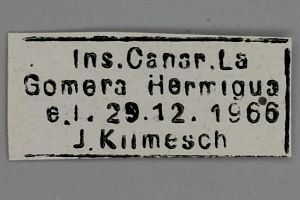 Ins.Canar.La
Gomera Hermigua
e.l. 29.12. 1966
J.Klimesch